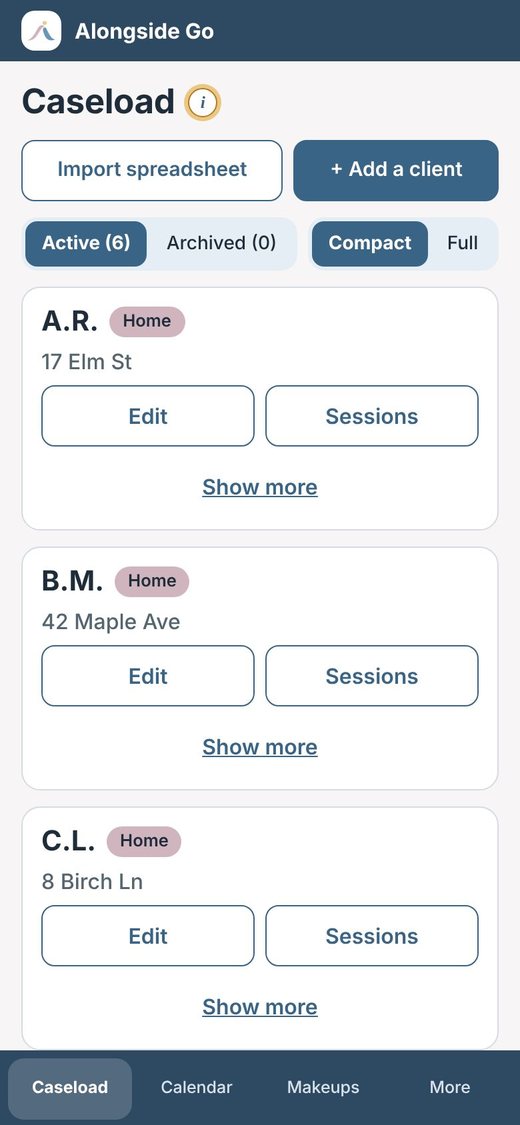 Alongside Go
Caseload i
Import spreadsheet + Add a client
Active (6) Archived (0) Compact Full
A.R. Home
17 Elm St
Edit Sessions
Show more
B.M. Home
42 Maple Ave
Edit Sessions
Show more
C.L. Home
8 Birch Ln
Edit Sessions
Show more
Caseload Calendar Makeups More